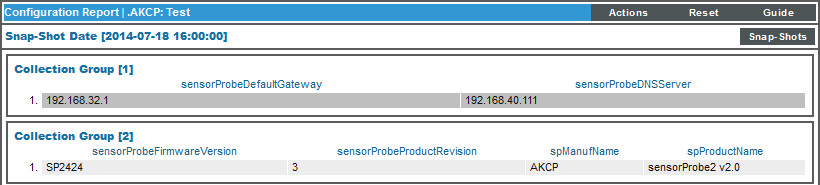 Configuration Report | .AKCP: Test Actions Reset Guide
Snap-Shot Date [2014-07-18 16:00:00] Snap-Shots
Collection Group [1]
sensorProbeDefaultGateway sensorProbeDNSServer
1. 192.168.32.1 192.168.40.111
Collection Group [2]
sensorProbeFirmwareVersion sensorProbeProductRevision spManufName spProductName
1. SP2424 3 AKCP sensorProbe2 v2.0